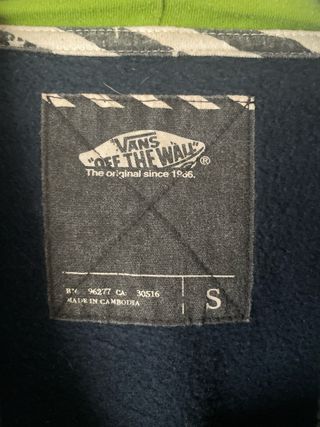 VANS
"OFF THE WALL"®
The original since 1966.
RN 96277 CA 30516
MADE IN CAMBODIA
S